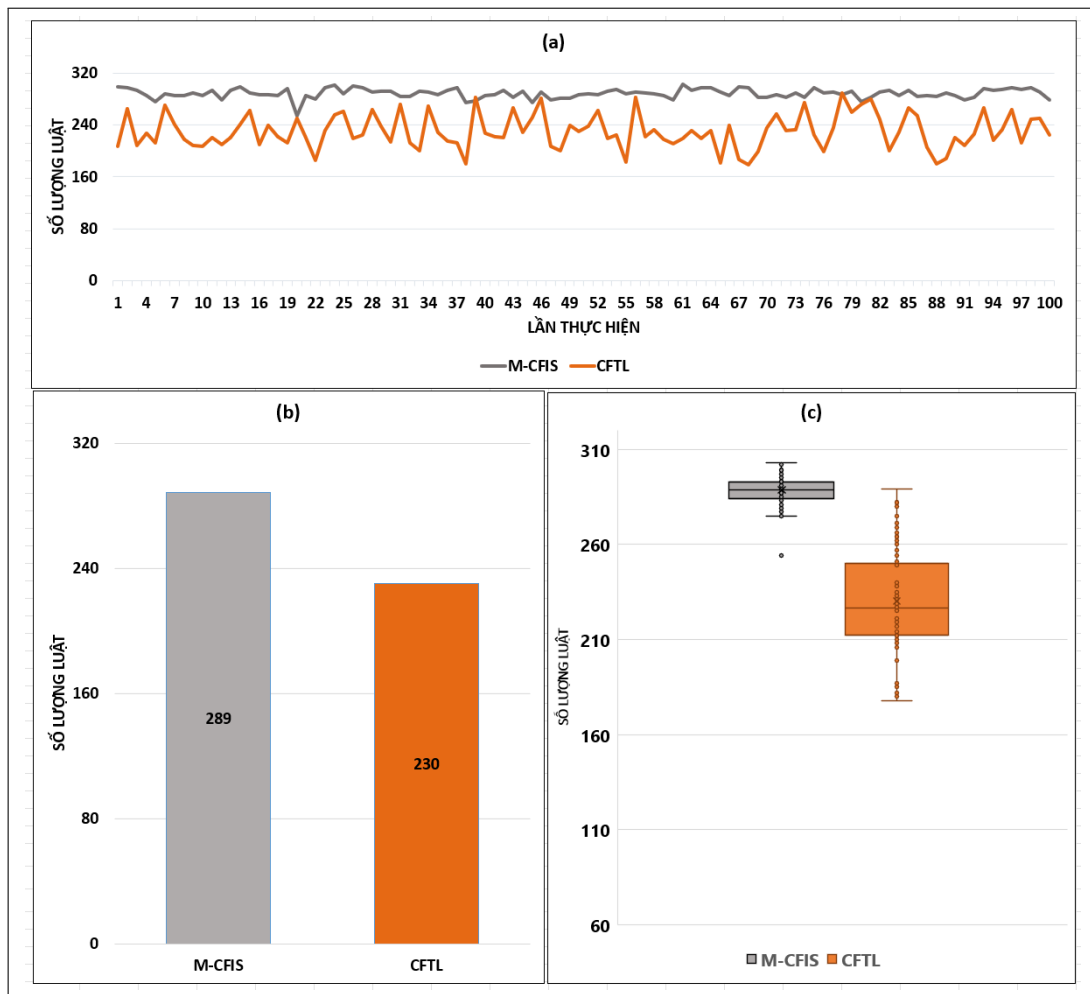 (a)
320
240
160
80
0
SỐ LƯỢNG LUẬT
1 4 7 10 13 16 19 22 25 28 31 34 37 40 43 46 49 52 55 58 61 64 67 70 73 76 79 82 85 88 91 94 97 100
LẦN THỰC HIỆN
M-CFIS CFTL
(b)
320
240
160
80
0
SỐ LƯỢNG LUẬT
289
230
M-CFIS CFTL
(c)
310
260
210
160
110
60
SỐ LƯỢNG LUẬT
M-CFIS CFTL